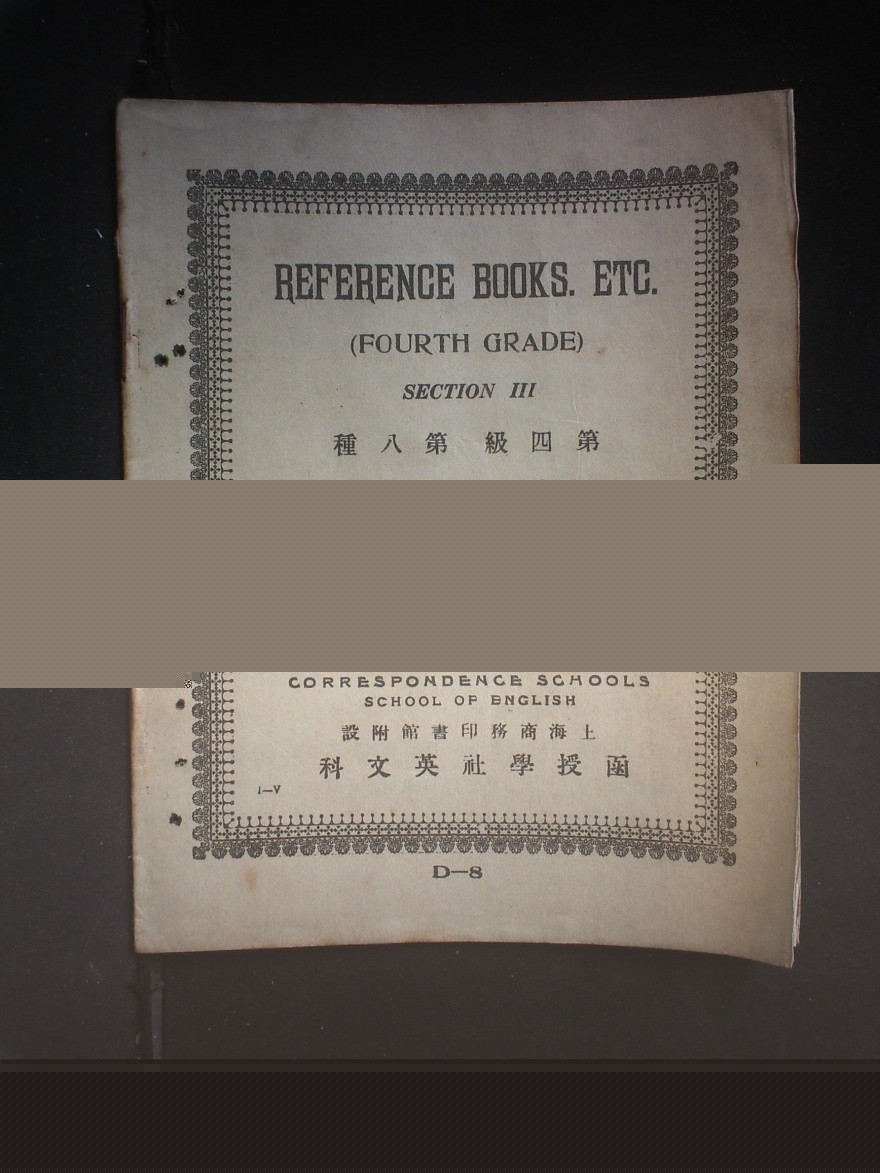 REFERENCE BOOKS. ETC.
(FOURTH GRADE)
SECTION III
第四級 第八種
CORRESPONDENCE SCHOOLS
SCHOOL OF ENGLISH
上海商務印書館附設
函授學社英文科
I—V
D—8